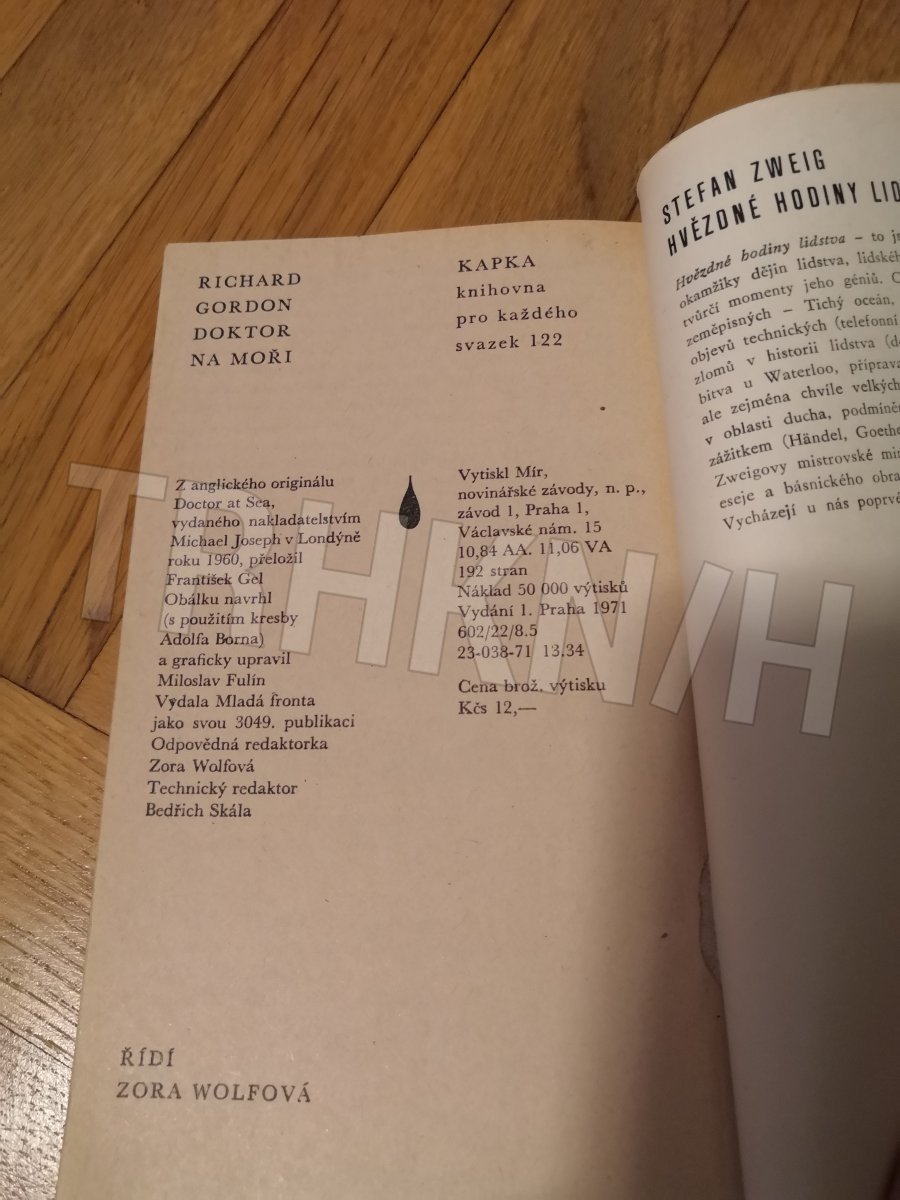 RICHARD
GORDON
DOKTOR
NA MOŘI
KAPKA
knihovna
pro každého
svazek 122
Z anglického originálu
Doctor at Sea,
vydaného nakladatelstvím
Michael Joseph v Londýně
roku 1960, přeložil
František Gel
Obálku navrhl
(s použitím kresby
Adolfa Borna)
a graficky upravil
Miloslav Fulín
Vydala Mladá fronta
jako svou 3049. publikaci
Odpovědná redaktorka
Zora Wolfová
Technický redaktor
Bedřich Skála
Vytiskl Mír,
novinářské závody, n. p.,
závod 1, Praha 1,
Václavské nám. 15
10,84 AA. 11,06 VA
192 stran
Náklad 50 000 výtisků
Vydání 1. Praha 1971
602/22/8.5
23-038-71 13.34
Cena brož. výtisku
Kčs 12,—
ŘÍDÍ
ZORA WOLFOVÁ
STEFAN ZWEIG
HVĚZDNÉ HODINY
Hvězdné hodiny lidstva – to
okamžiky dějin lidstva,
tvůrčí momenty jeho géniů.
zeměpisných – Tichý oceán,
objevů technických (telefonní
zlomů v historii lidstva
bitva u Waterloo,
ale zejména chvíle velkých
v oblasti ducha,
zážitkem (Händel,
Zweigovy mistrovské
eseje a básnického
Vycházejí u nás